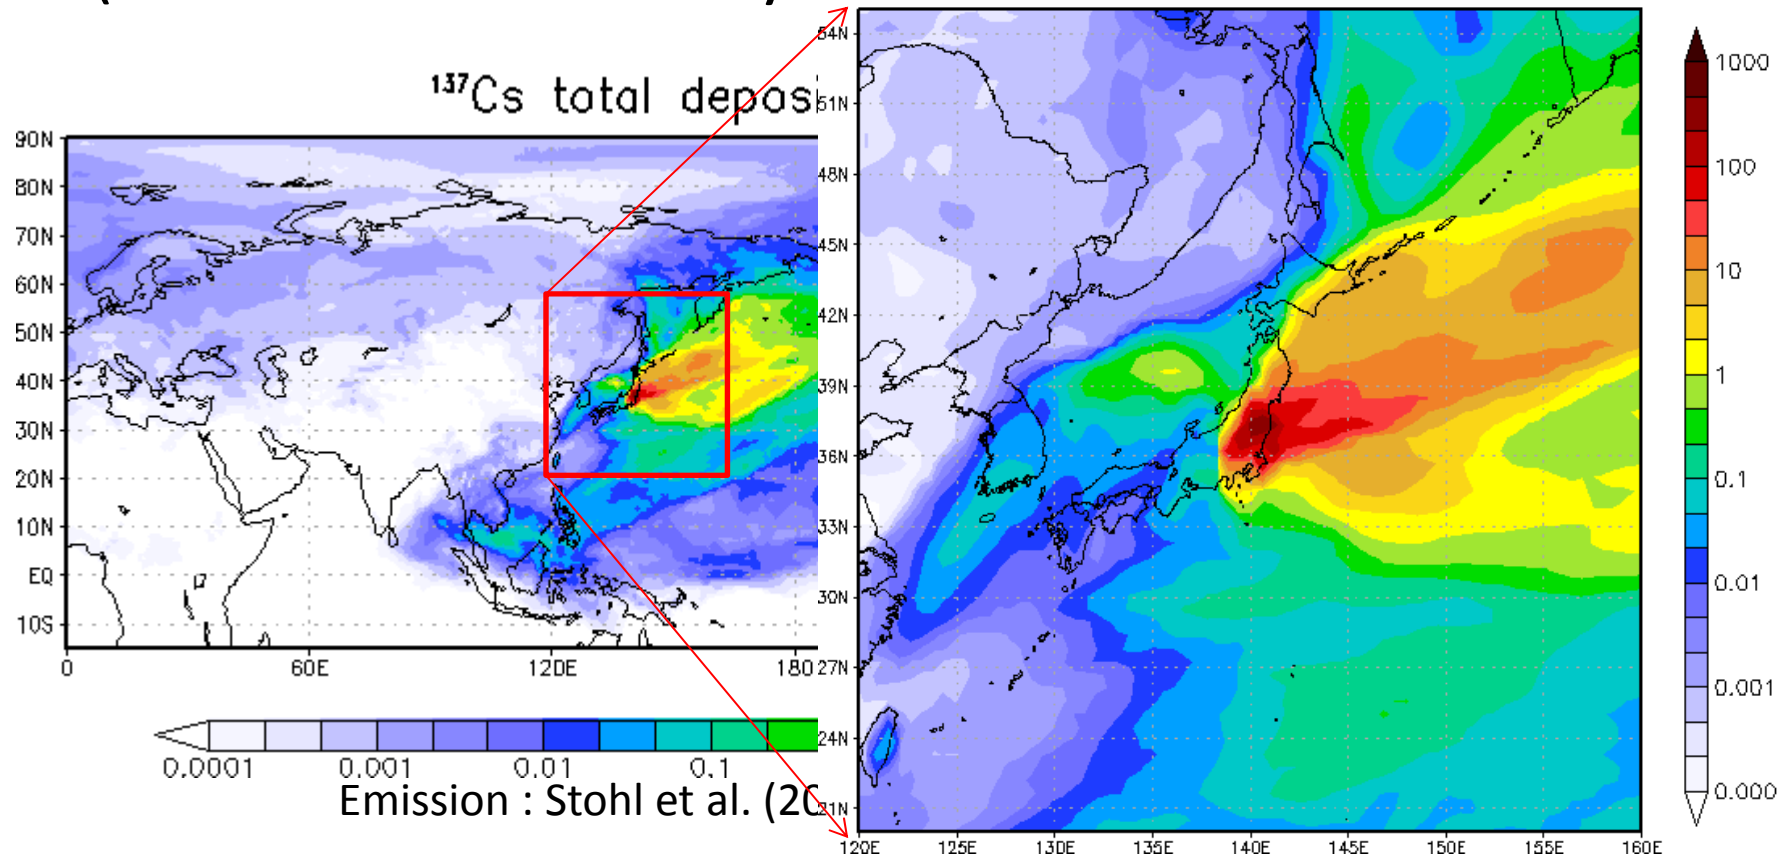 ¹³⁷Cs total deposi
90N
80N
70N
60N
50N
40N
30N
20N
10N
EQ
10S
0 60E 120E 180
0.0001 0.001 0.01 0.1
Emission : Stohl et al. (20
54N
51N
48N
45N
42N
39N
36N
33N
30N
27N
24N
21N
120E 125E 130E 135E 140E 145E 150E 155E 160E
1000
100
10
1
0.1
0.01
0.001
0.000